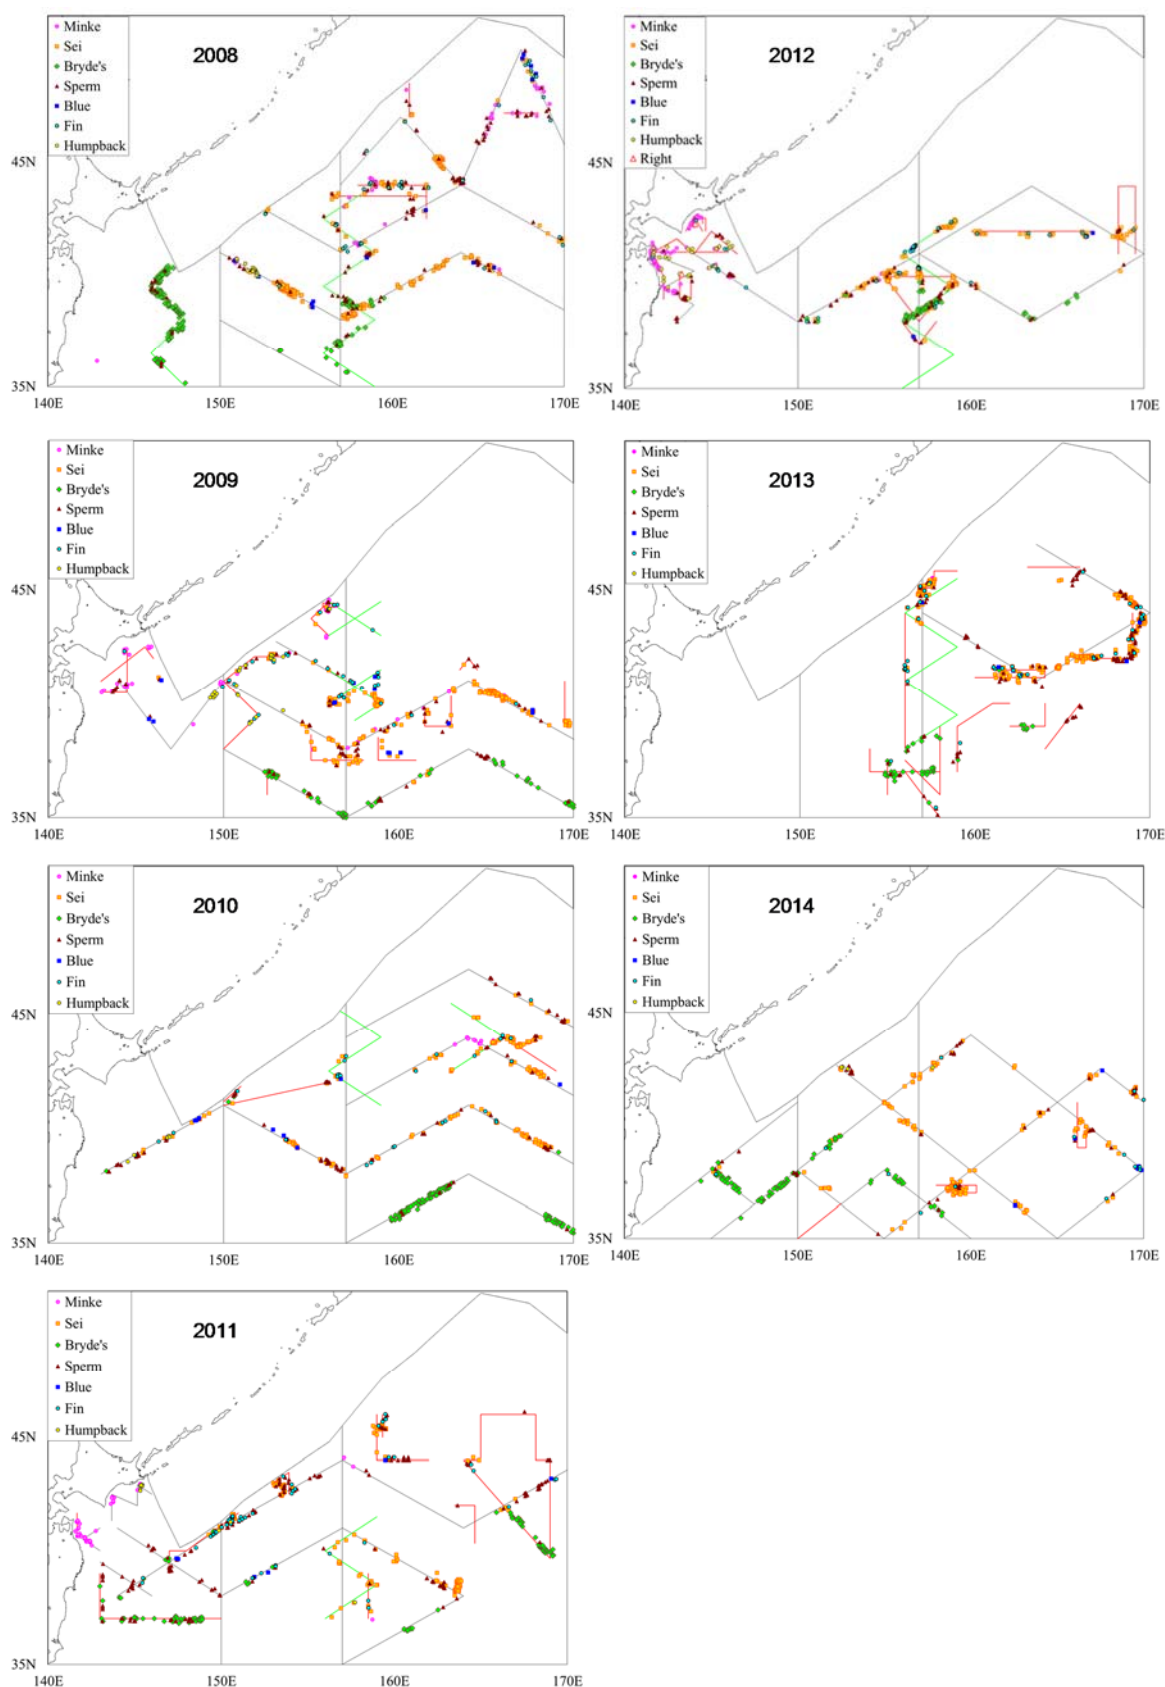 2008
Minke
Sei
Bryde's
Sperm
Blue
Fin
Humpback
45N
35N
140E 150E 160E 170E
2012
Minke
Sei
Bryde's
Sperm
Blue
Fin
Humpback
Right
45N
35N
140E 150E 160E 170E
2009
Minke
Sei
Bryde's
Sperm
Blue
Fin
Humpback
45N
35N
140E 150E 160E 170E
2013
Minke
Sei
Bryde's
Sperm
Blue
Fin
Humpback
45N
35N
140E 150E 160E 170E
2010
Minke
Sei
Bryde's
Sperm
Blue
Fin
Humpback
45N
35N
140E 150E 160E 170E
2014
Minke
Sei
Bryde's
Sperm
Blue
Fin
Humpback
45N
35N
140E 150E 160E 170E
2011
Minke
Sei
Bryde's
Sperm
Blue
Fin
Humpback
45N
35N
140E 150E 160E 170E